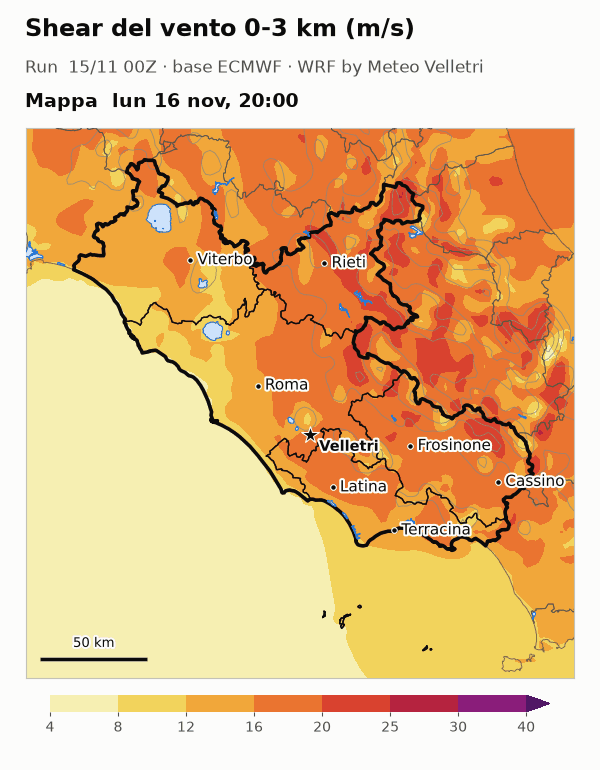 Shear del vento 0-3 km (m/s)
Run  15/11 00Z · base ECMWF · WRF by Meteo Velletri
Mappa  lun 16 nov, 20:00
Viterbo
Rieti
Roma
Velletri
Frosinone
Cassino
Latina
Terracina
50 km
4 8 12 16 20 25 30 40